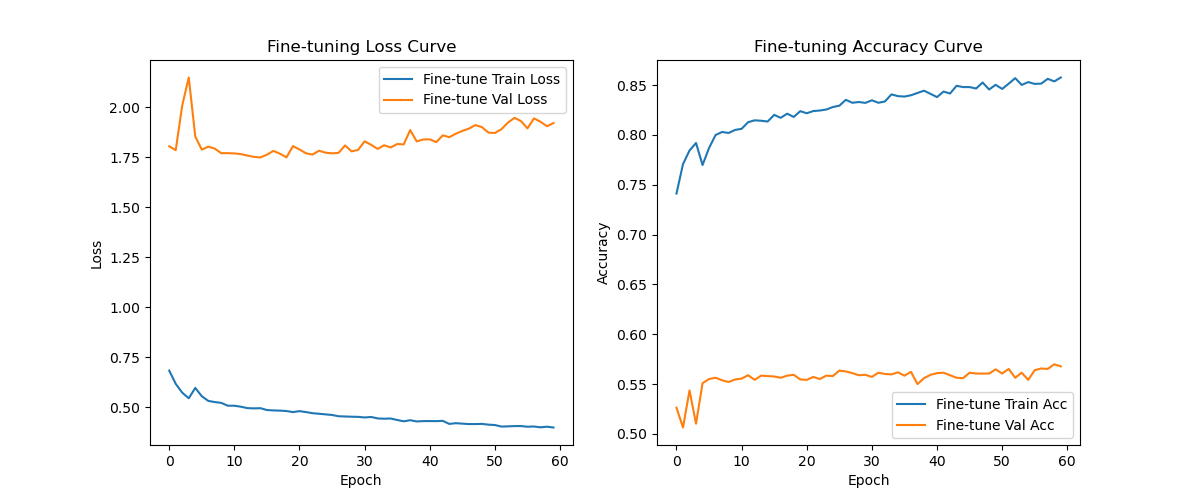 Fine-tuning Loss Curve
Fine-tune Train Loss
Fine-tune Val Loss
2.00
1.75
1.50
1.25
1.00
0.75
0.50
Loss
0
10
20
30
40
50
60
Epoch
Fine-tuning Accuracy Curve
0.85
0.80
0.75
0.70
0.65
0.60
0.55
0.50
Accuracy
Fine-tune Train Acc
Fine-tune Val Acc
0
10
20
30
40
50
60
Epoch